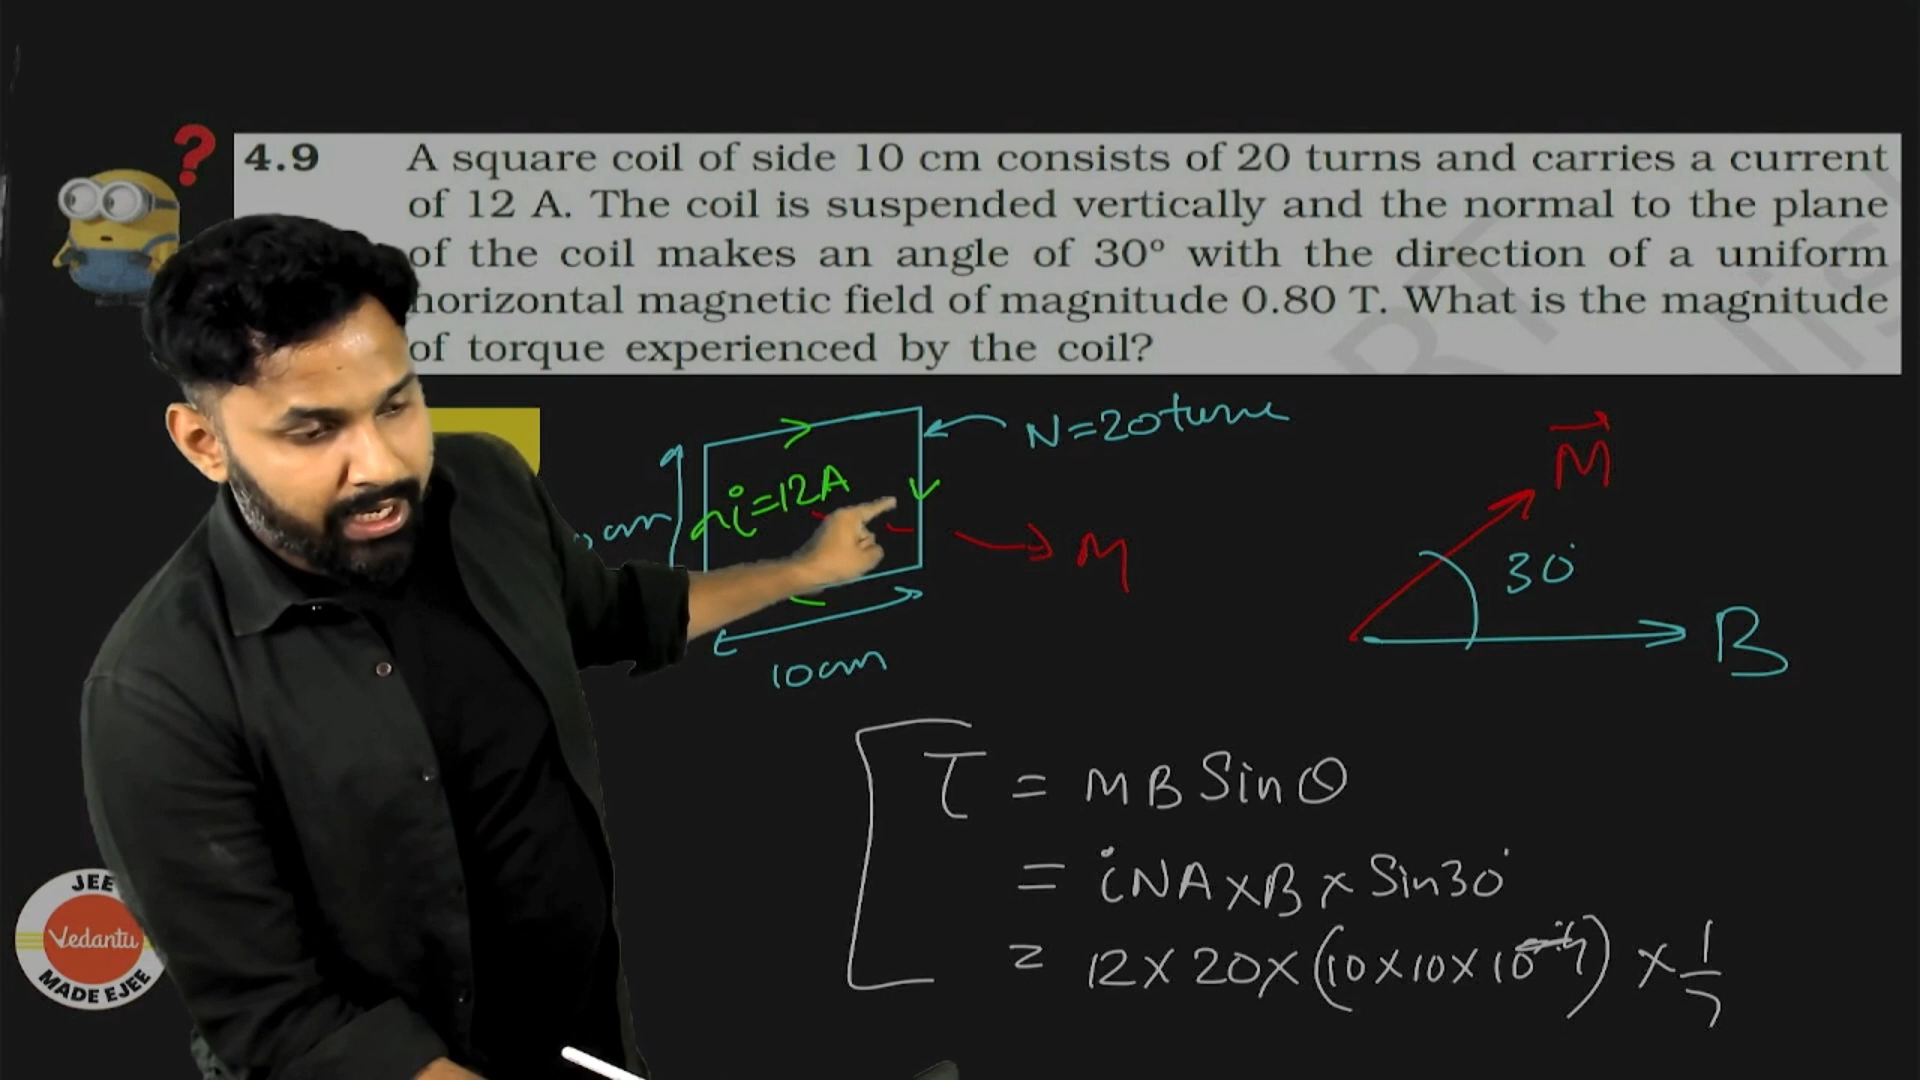 ?
4.9 A square coil of side 10 cm consists of 20 turns and carries a current
of 12 A. The coil is suspended vertically and the normal to the plane
of the coil makes an angle of 30° with the direction of a uniform
horizontal magnetic field of magnitude 0.80 T. What is the magnitude
of torque experienced by the coil?
N=20turns
i=12A
cm
M
10cm
M
30°
B
τ = MB Sinθ
= iNA×B× Sin30°
= 12×20×(10×10×10⁻⁴) × 1/2
JEE
Vedantu
MADE EJEE